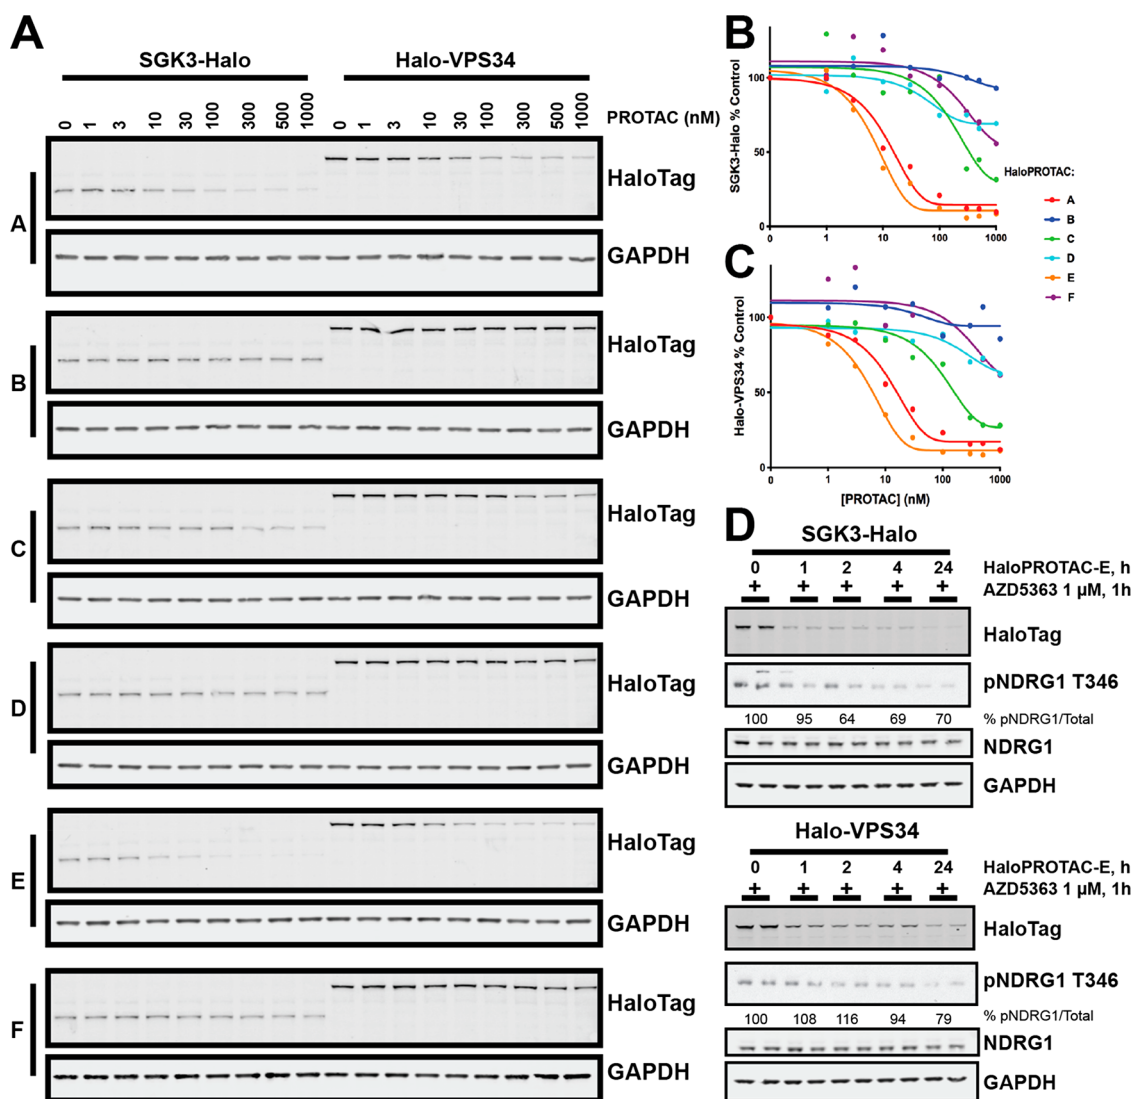 A
SGK3-Halo
Halo-VPS34
0 1 3 10 30 100 300 500 1000 0 1 3 10 30 100 300 500 1000 PROTAC (nM)
A
HaloTag
GAPDH
B
HaloTag
GAPDH
C
HaloTag
GAPDH
D
HaloTag
GAPDH
E
HaloTag
GAPDH
F
HaloTag
GAPDH
B
SGK3-Halo % Control
100
50
0
0 1 10 100 1000
HaloPROTAC:
A
B
C
D
E
F
C
Halo-VPS34 % Control
100
50
0
0 1 10 100 1000
[PROTAC] (nM)
D
SGK3-Halo
0 1 2 4 24 HaloPROTAC-E, h
+ + + + + AZD5363 1 µM, 1h
HaloTag
pNDRG1 T346
100 95 64 69 70 % pNDRG1/Total
NDRG1
GAPDH
Halo-VPS34
0 1 2 4 24 HaloPROTAC-E, h
+ + + + + AZD5363 1 µM, 1h
HaloTag
pNDRG1 T346
100 108 116 94 79 % pNDRG1/Total
NDRG1
GAPDH